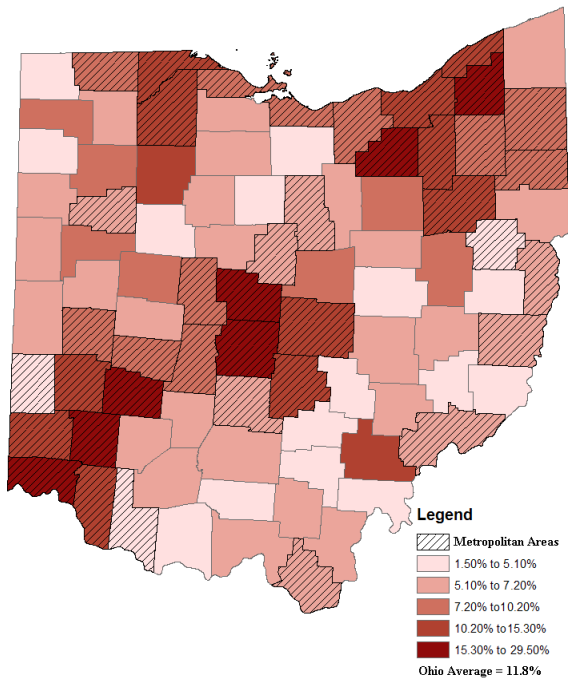 Legend
Metropolitan Areas
1.50% to 5.10%
5.10% to 7.20%
7.20% to10.20%
10.20% to15.30%
15.30% to 29.50%
Ohio Average = 11.8%